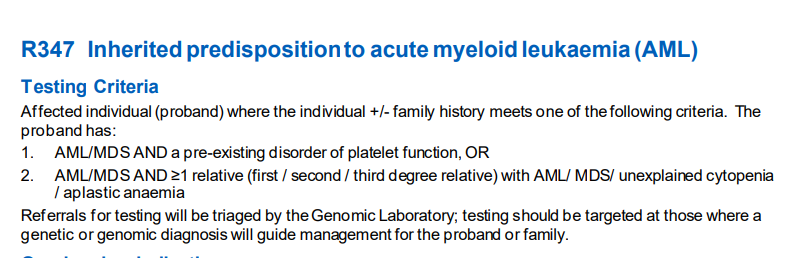 R347 Inherited predisposition to acute myeloid leukaemia (AML)
Testing Criteria
Affected individual (proband) where the individual +/- family history meets one of the following criteria. The
proband has:
1. AML/MDS AND a pre-existing disorder of platelet function, OR
2. AML/MDS AND ≥1 relative (first / second / third degree relative) with AML/ MDS/ unexplained cytopenia
/ aplastic anaemia
Referrals for testing will be triaged by the Genomic Laboratory; testing should be targeted at those where a
genetic or genomic diagnosis will guide management for the proband or family.